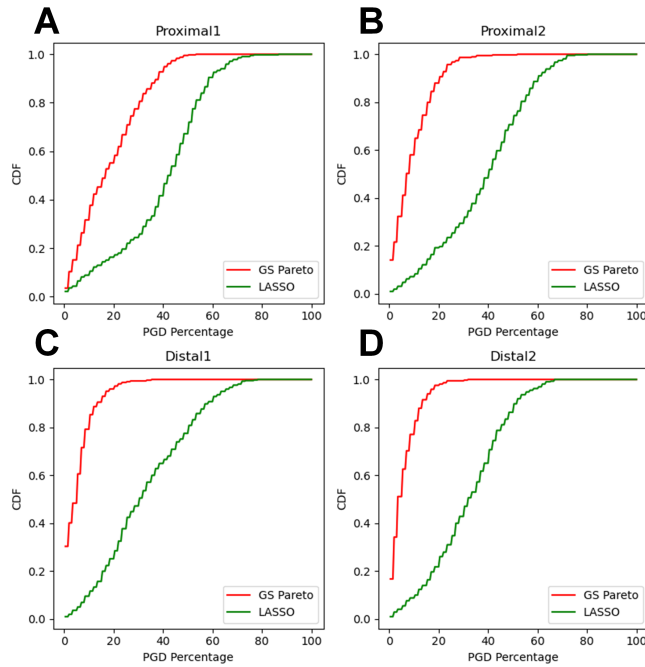 A
Proximal1
CDF
1.0
0.8
0.6
0.4
0.2
0.0
GS Pareto
LASSO
0 20 40 60 80 100
PGD Percentage
B
Proximal2
CDF
1.0
0.8
0.6
0.4
0.2
0.0
GS Pareto
LASSO
0 20 40 60 80 100
PGD Percentage
C
Distal1
CDF
1.0
0.8
0.6
0.4
0.2
0.0
GS Pareto
LASSO
0 20 40 60 80 100
PGD Percentage
D
Distal2
CDF
1.0
0.8
0.6
0.4
0.2
0.0
GS Pareto
LASSO
0 20 40 60 80 100
PGD Percentage